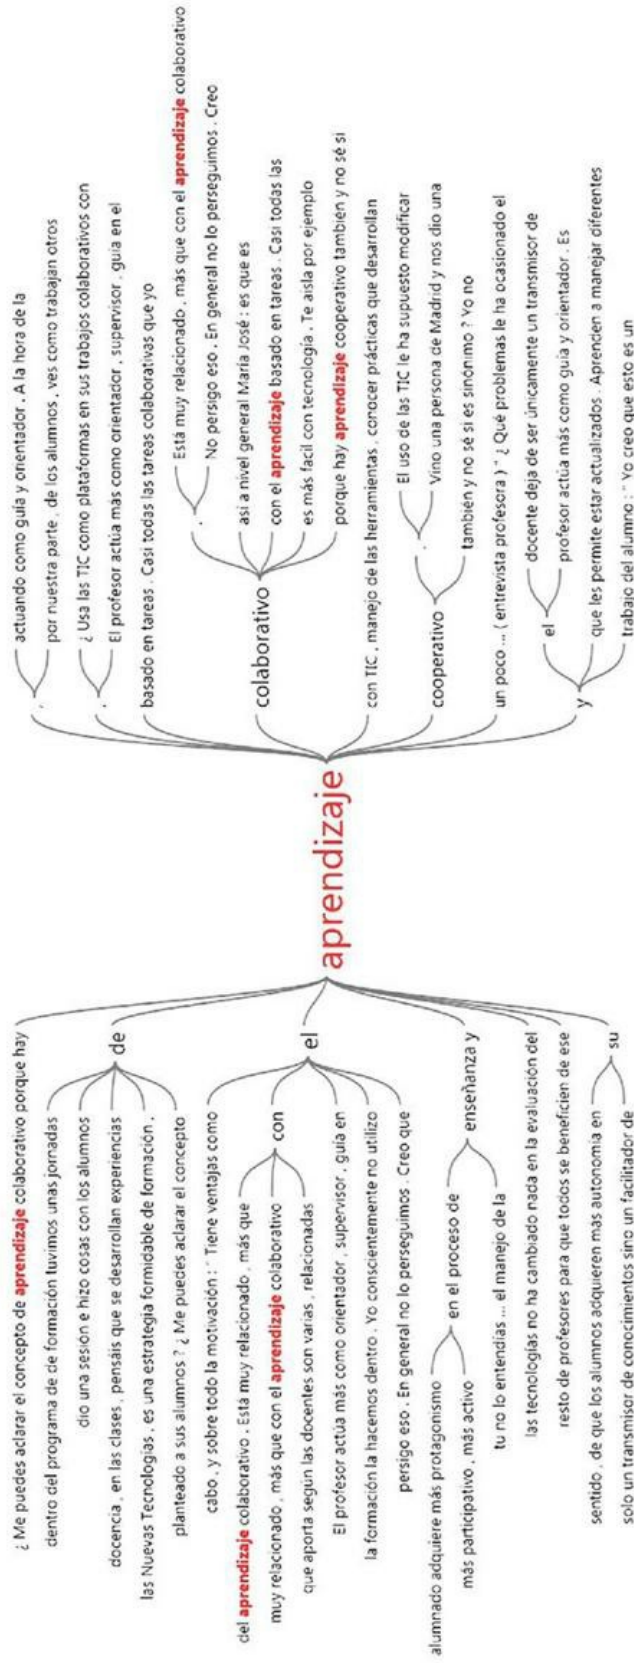 ¿ Me puedes aclarar el concepto de aprendizaje colaborativo porque hay
dentro del programa de de formación tuvimos unas jornadas
dio una sesión e hizo cosas con los alumnos
docencia , en las clases , pensáis que se desarrollan experiencias
las Nuevas Tecnologías , es una estrategia formidable de formación ,
planteado a sus alumnos ? ¿ Me puedes aclarar el concepto
de
cabo , y sobre todo la motivación : " Tiene ventajas como
del aprendizaje colaborativo . Está muy relacionado , más que
muy relacionado , más que con el aprendizaje colaborativo
con
que aporta según las docentes son varias , relacionadas
El profesor actúa más como orientador , supervisor , guía en
la formación la hacemos dentro . Yo conscientemente no utilizo
persigo eso . En general no lo perseguimos . Creo que
el
alumnado adquiere más protagonismo
más participativo , más activo
en el proceso de
tu no lo entendías ... el manejo de la
enseñanza y
las tecnologías no ha cambiado nada en la evaluación del
resto de profesores para que todos se beneficien de ese
sentido , de que los alumnos adquieren más autonomía en
solo un transmisor de conocimientos sino un facilitador de
su
aprendizaje
,
actuando como guía y orientador . A la hora de la
por nuestra parte , de los alumnos , ves como trabajan otros
.
¿ Usa las TIC como plataformas en sus trabajos colaborativos con
El profesor actúa más como orientador , supervisor , guía en el
basado en tareas . Casi todas las tareas colaborativas que yo
colaborativo
.
Está muy relacionado , más que con el aprendizaje colaborativo
No persigo eso . En general no lo perseguimos . Creo
así a nivel general María José : es que es
con el aprendizaje basado en tareas . Casi todas las
es más facil con tecnología . Te aisla por ejemplo
porque hay aprendizaje cooperativo también y no sé si
con TIC , manejo de las herramientas , conocer prácticas que desarrollan
cooperativo
.
El uso de las TIC le ha supuesto modificar
Vino una persona de Madrid y nos dio una
también y no sé si es sinónimo ? Yo no
un poco ... ( entrevista profesora ) " ¿ Qué problemas le ha ocasionado el
y
el
docente deja de ser únicamente un transmisor de
profesor actúa más como guía y orientador . Es
que les permite estar actualizados . Aprenden a manejar diferentes
trabajo del alumno : " Yo creo que esto es un